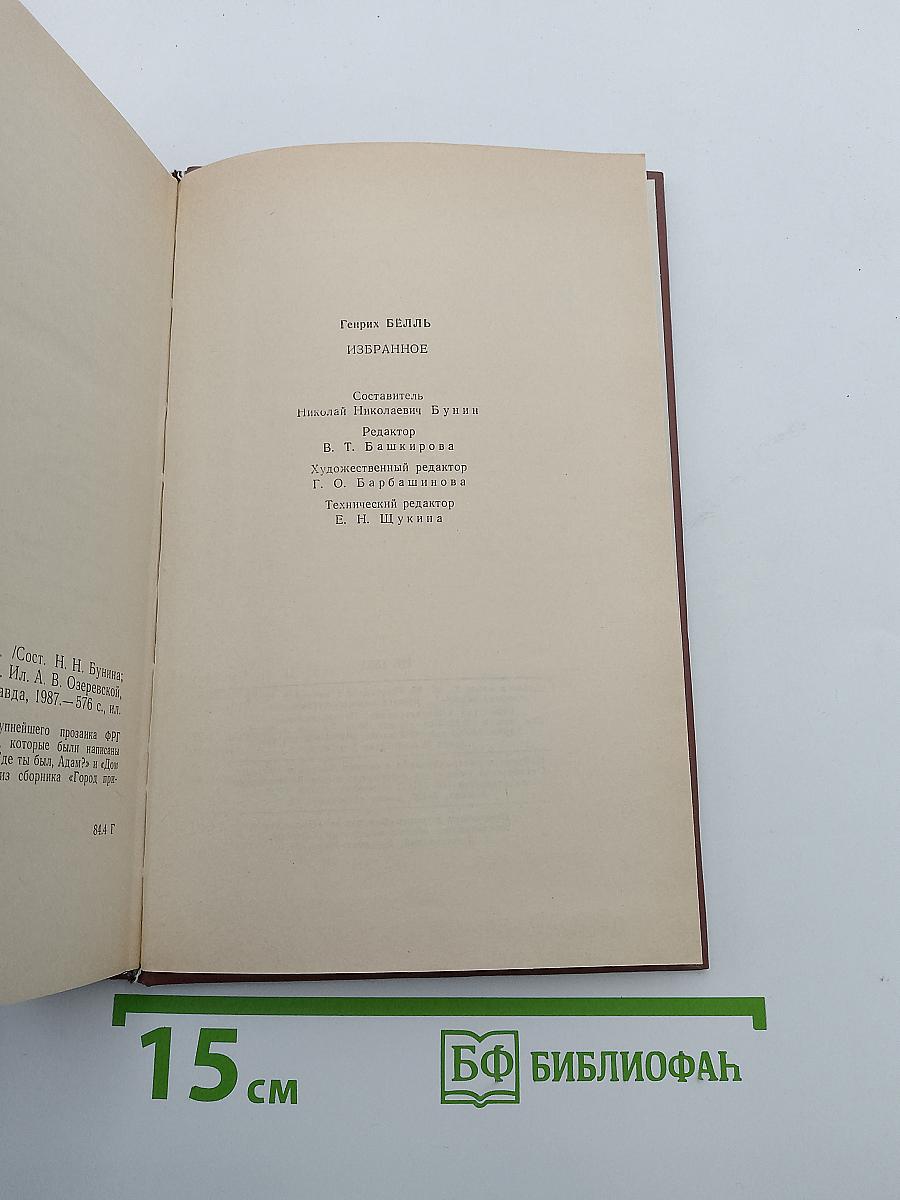 /Сост. Н. Н. Бунина;
Ил. А. В. Озеревской,
1987.—576 с., ил.
прозаика ФРГ
которые были написаны
ты был, Адам?» и «Дом
из сборника «Город при-
84.4 Г
Генрих БЁЛЛЬ
ИЗБРАННОЕ
Составитель
Николай Николаевич Бунин
Редактор
В. Т. Башкирова
Художественный редактор
Г. О. Барбашинова
Технический редактор
Е. Н. Щукина
15 см
БФ БИБЛИОФАН